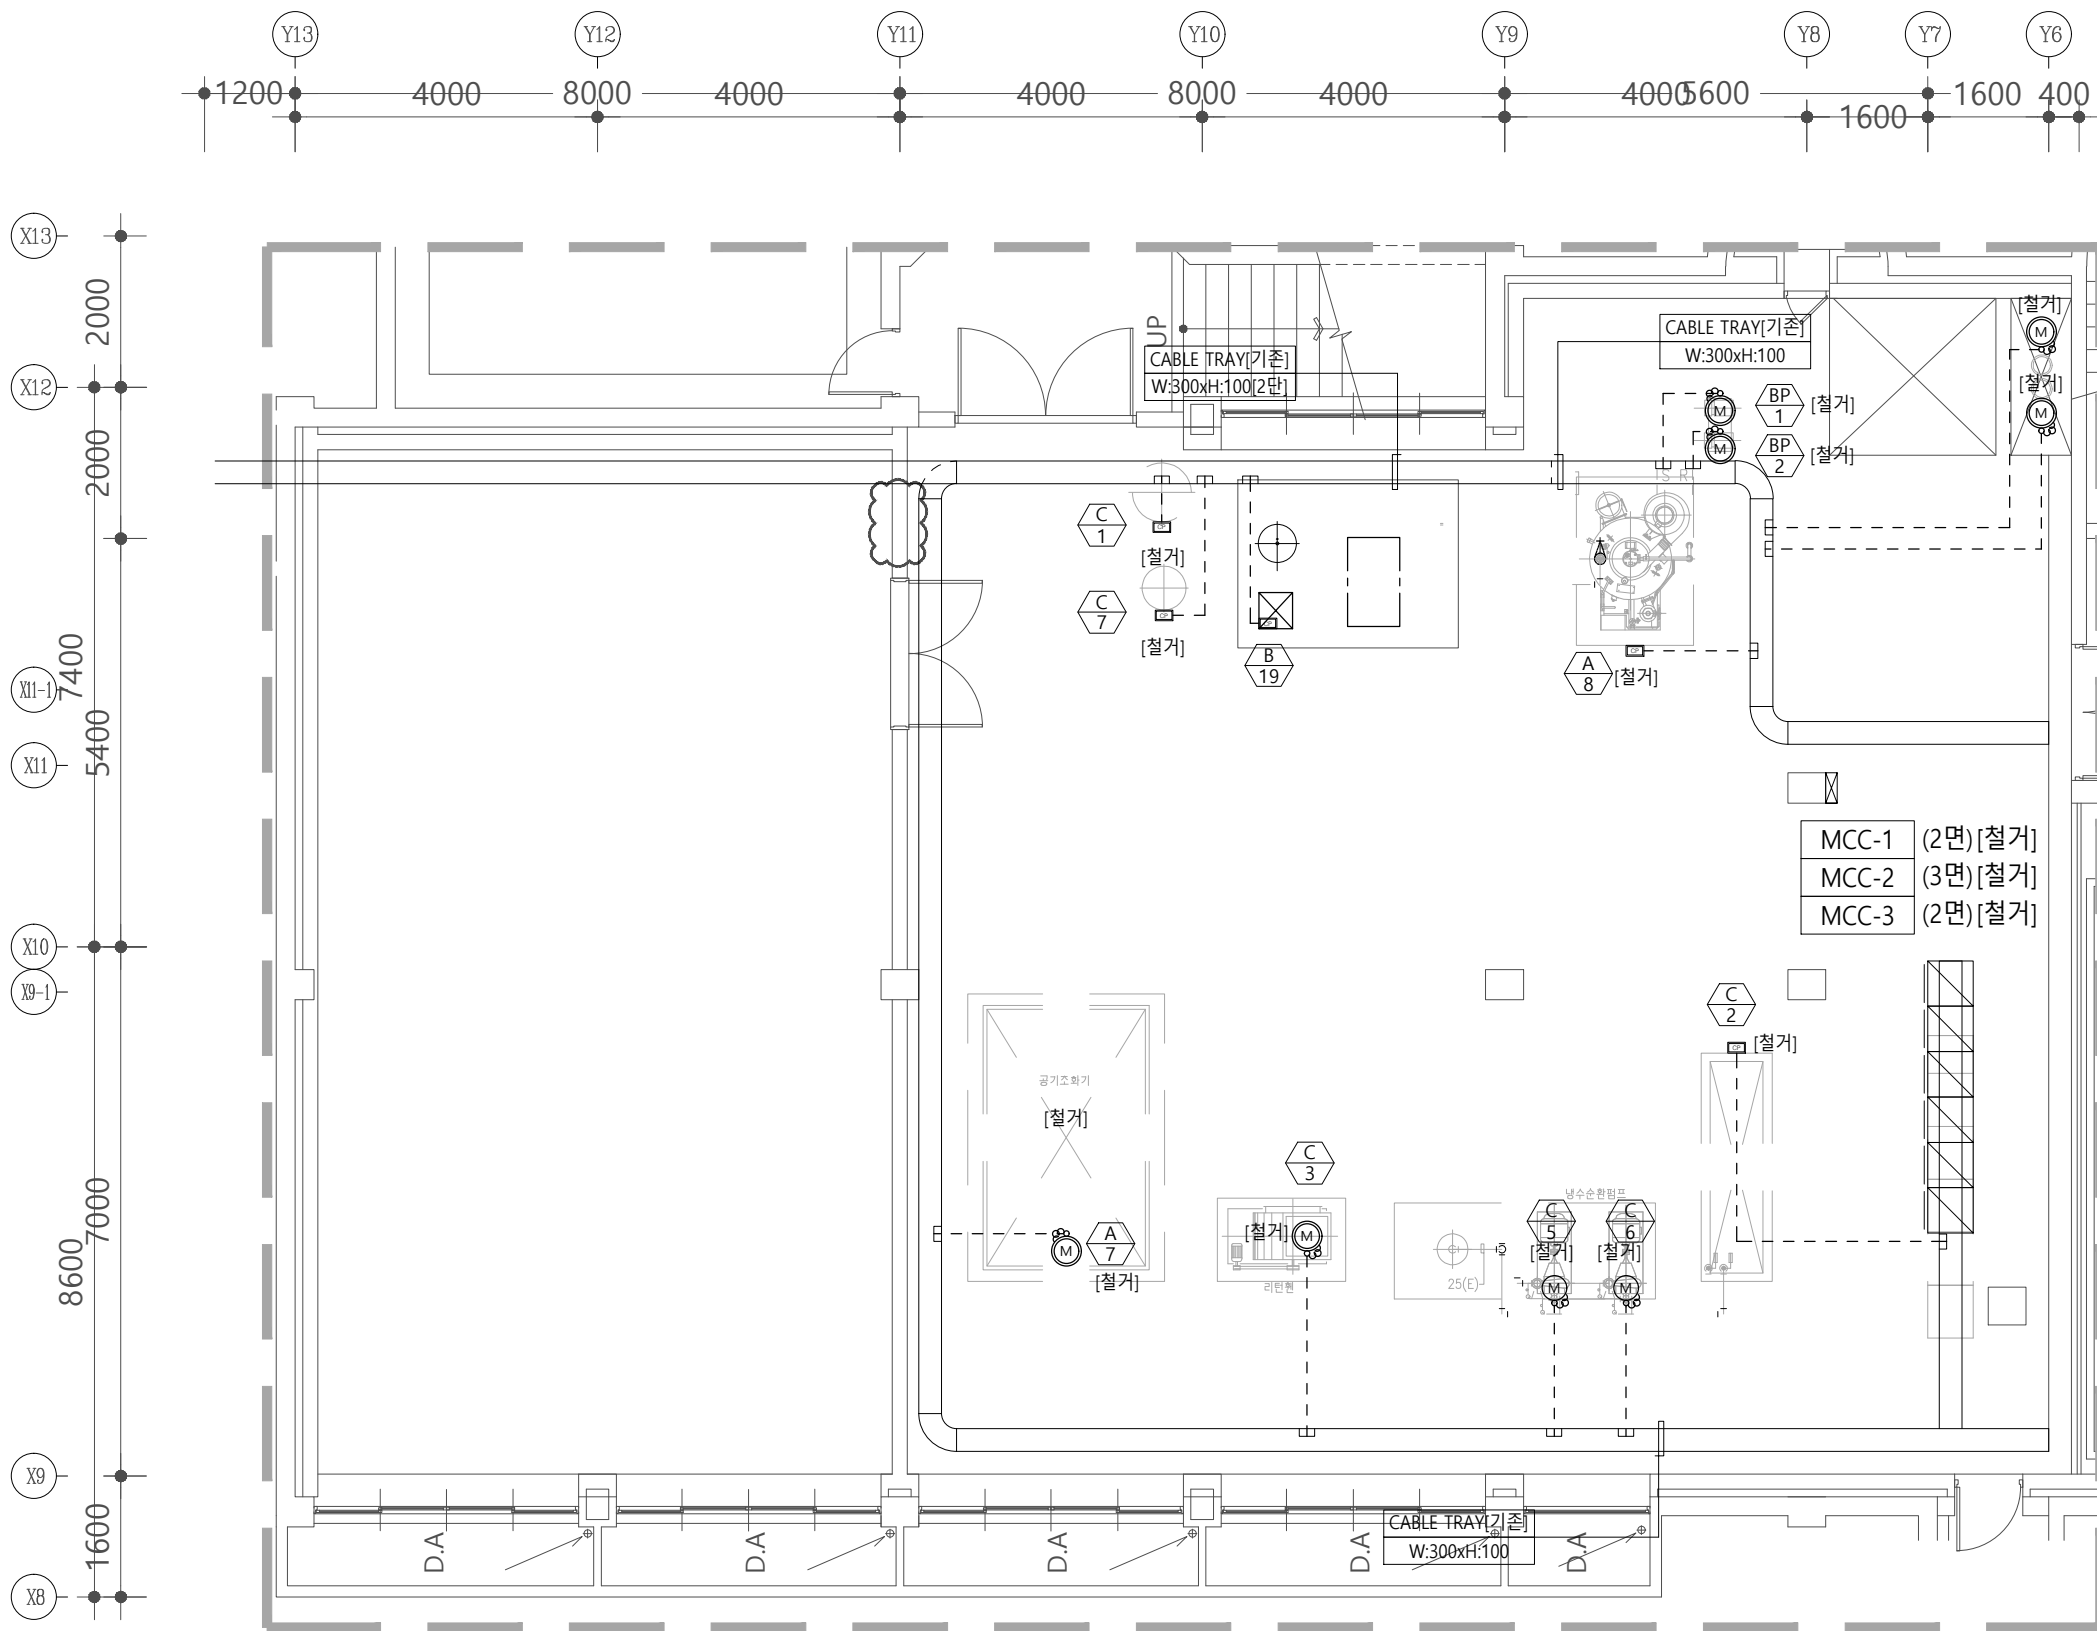 Y13 Y12 Y11 Y10 Y9 Y8 Y7 Y6
1200 4000 8000 4000 4000 8000 4000 4000 5600 1600 400
1600
X13
2000
X12
2000
7400
X11-1
5400
X11
X10
X9-1
7000
8600
X9
1600
X8
UP
CABLE TRAY[기존]
W:300xH:100[2단]
CABLE TRAY[기존]
W:300xH:100
[철거]
M
[철거]
M
M
BP
1
[철거]
M
BP
2
[철거]
S R
C
1
CP
[철거]
C
7
CP
[철거]
CP
B
19
CP
A
8
[철거]
MCC-1 (2면)[철거]
MCC-2 (3면)[철거]
MCC-3 (2면)[철거]
C
2
CP
[철거]
공기조화기
[철거]
M
A
7
[철거]
C
3
[철거]
M
리턴휀
25(E)
냉수순환펌프
C
5
[철거]
M
C
6
[철거]
M
CABLE TRAY[기존]
W:300xH:100
D.A D.A D.A D.A D.A